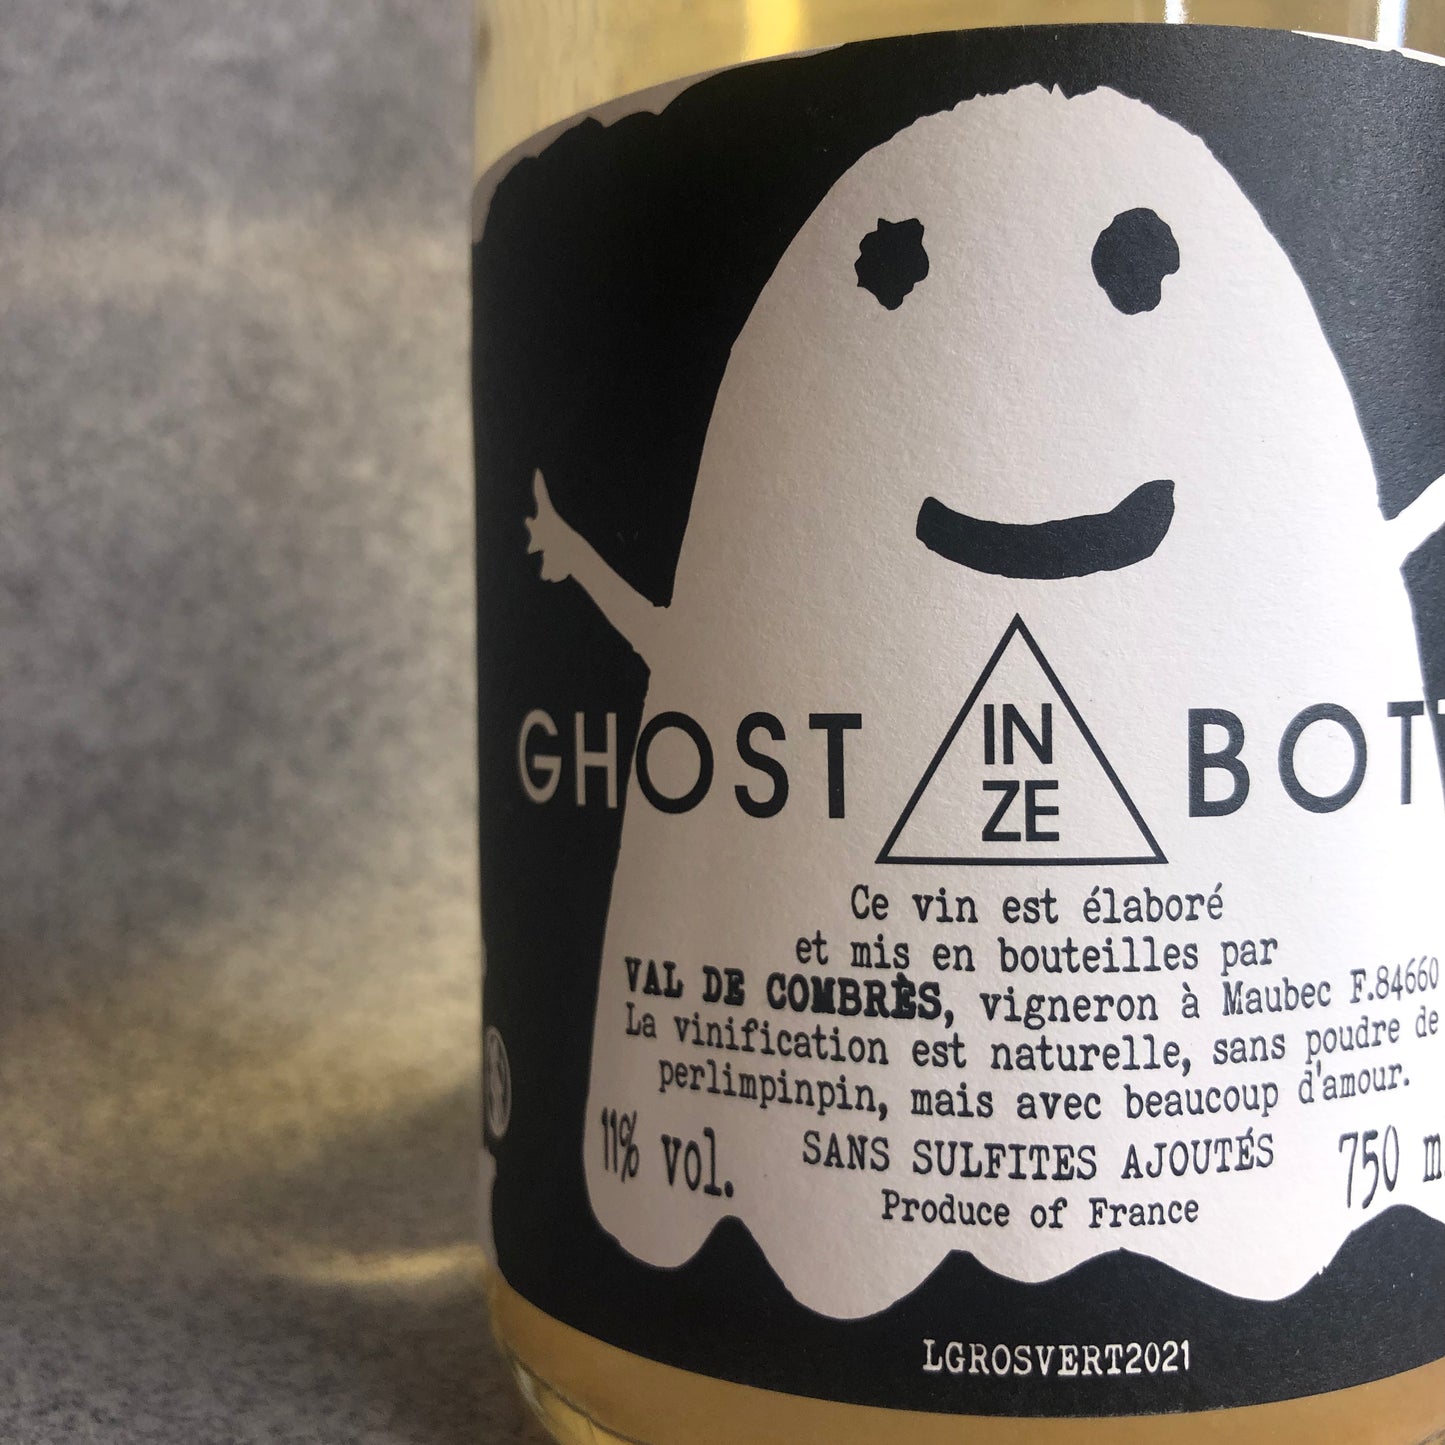 GHOST IN ZE BOTT
Ce vin est élaboré
et mis en bouteilles par
VAL DE COMBRÈS, vigneron à Maubec F.84660
La vinification est naturelle, sans poudre de
perlimpinpin, mais avec beaucoup d'amour.
11% vol. SANS SULFITES AJOUTÉS 750 m
Produce of France
LGROSVERT2021